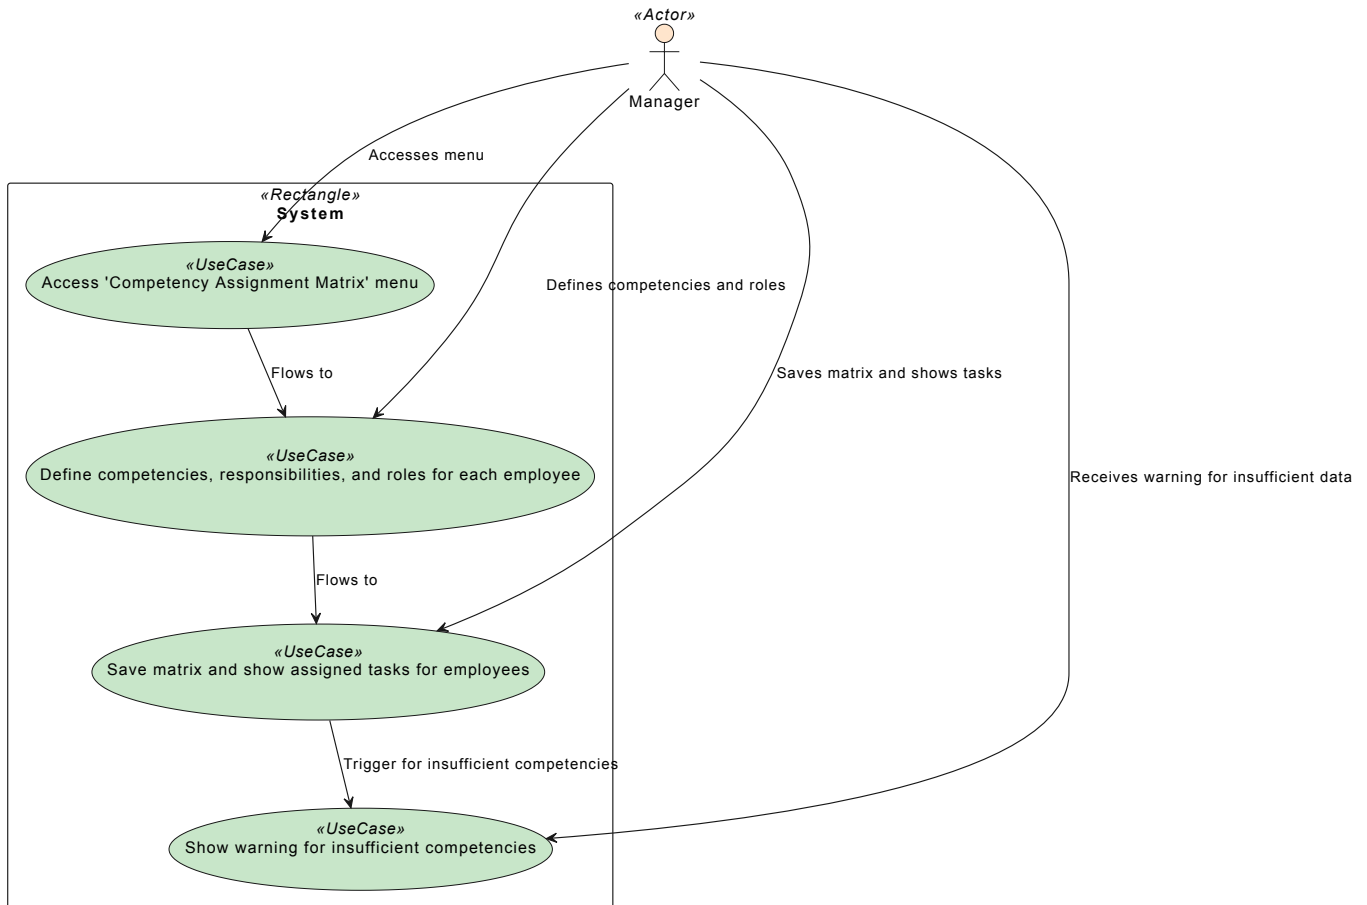 «Actor»
Manager
Accesses menu
«Rectangle»
System
«UseCase»
Access 'Competency Assignment Matrix' menu
Defines competencies and roles
Flows to
Saves matrix and shows tasks
«UseCase»
Define competencies, responsibilities, and roles for each employee
Receives warning for insufficient data
Flows to
«UseCase»
Save matrix and show assigned tasks for employees
Trigger for insufficient competencies
«UseCase»
Show warning for insufficient competencies